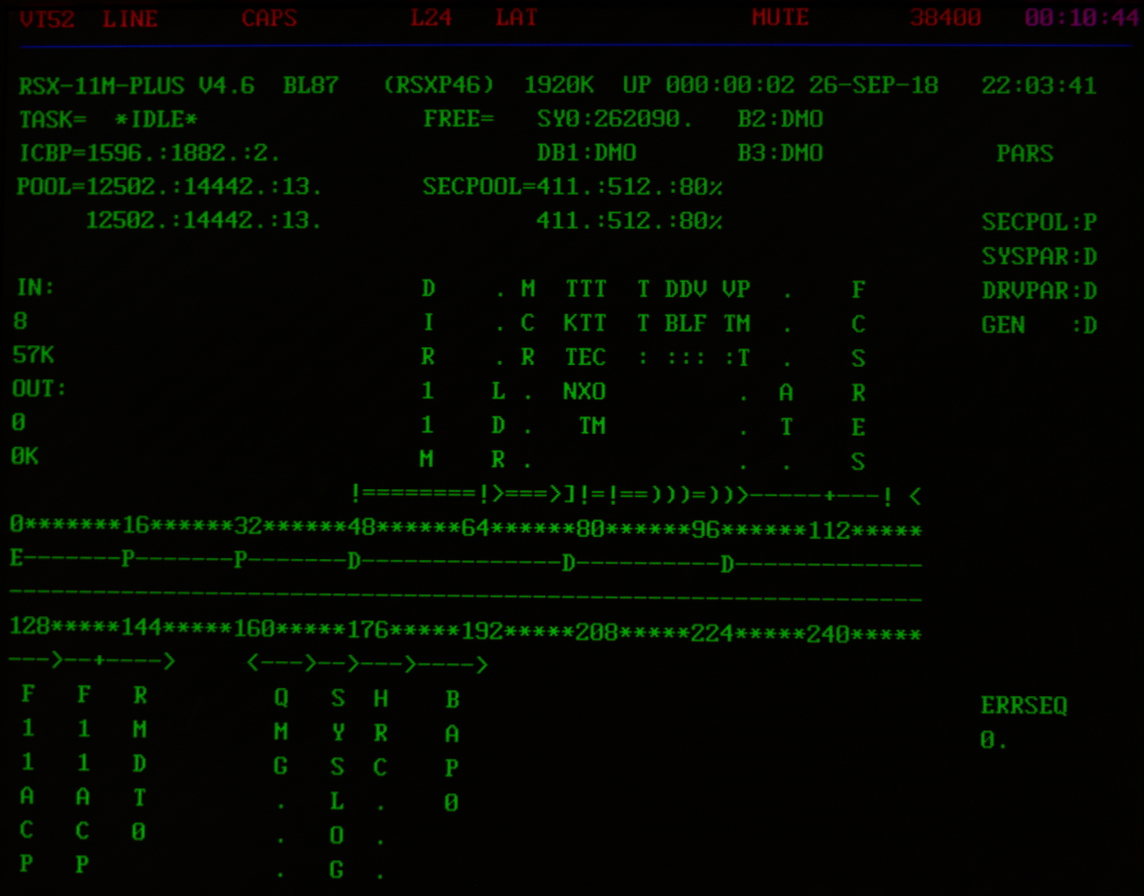 VT52 LINE CAPS L24 LAT MUTE 38400 00:10:44
RSX-11M-PLUS V4.6 BL87 (RSXP46) 1920K UP 000:00:02 26-SEP-18 22:03:41
TASK= *IDLE* FREE= SY0:262090. B2:DMO
ICBP=1596.:1882.:2. DB1:DMO B3:DMO PARS
POOL=12502.:14442.:13. SECPOOL=411.:512.:80%
12502.:14442.:13. 411.:512.:80% SECPOL:P
SYSPAR:D
IN: D . M TTT T DDV VP . F DRVPAR:D
8 I . C KTT T BLF TM . C GEN :D
57K R . R TEC : ::: :T . S
OUT: 1 L . NXO . A R
0 1 D . TM . T E
0K M R . . . S
!========!>===>]!=!==)))=))>-----+---! <
0*******16******32******48******64******80******96******112*****
E-------P-------P-------D--------------D----------D-------------
----------------------------------------------------------------
128*****144*****160*****176*****192*****208*****224*****240*****
--->--+----> <--->-->--->---->
F F R Q S H B ERRSEQ
1 1 M M Y R A 0.
1 1 D G S C P
A A T . L . 0
C C 0 . O .
P P . G .